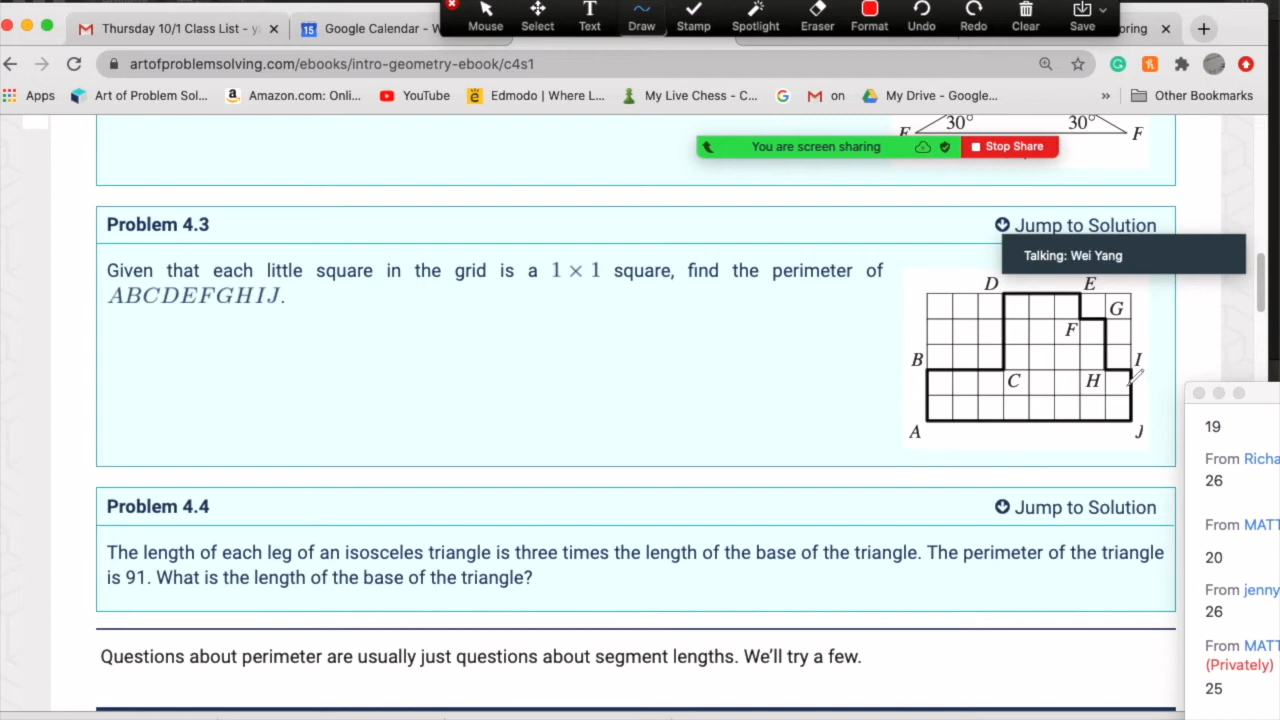 Mouse Select Text Draw Stamp Spotlight Eraser Format Undo Redo Clear Save
Thursday 10/1 Class List - y
15 Google Calendar - W
oring
artofproblemsolving.com/ebooks/intro-geometry-ebook/c4s1
Apps Art of Problem Sol... Amazon.com: Onli... YouTube Edmodo | Where L... My Live Chess - C... on My Drive - Google... » Other Bookmarks
30° 30°
F
You are screen sharing Stop Share
Problem 4.3 Jump to Solution
Talking: Wei Yang
Given that each little square in the grid is a 1 × 1 square, find the perimeter of
ABCDEFGHIJ.
D E
G
F
B I
C H
A J
Problem 4.4 Jump to Solution
The length of each leg of an isosceles triangle is three times the length of the base of the triangle. The perimeter of the triangle
is 91. What is the length of the base of the triangle?
Questions about perimeter are usually just questions about segment lengths. We'll try a few.
19
From Richa
26
From MATT
20
From jenny
26
From MATT
(Privately)
25